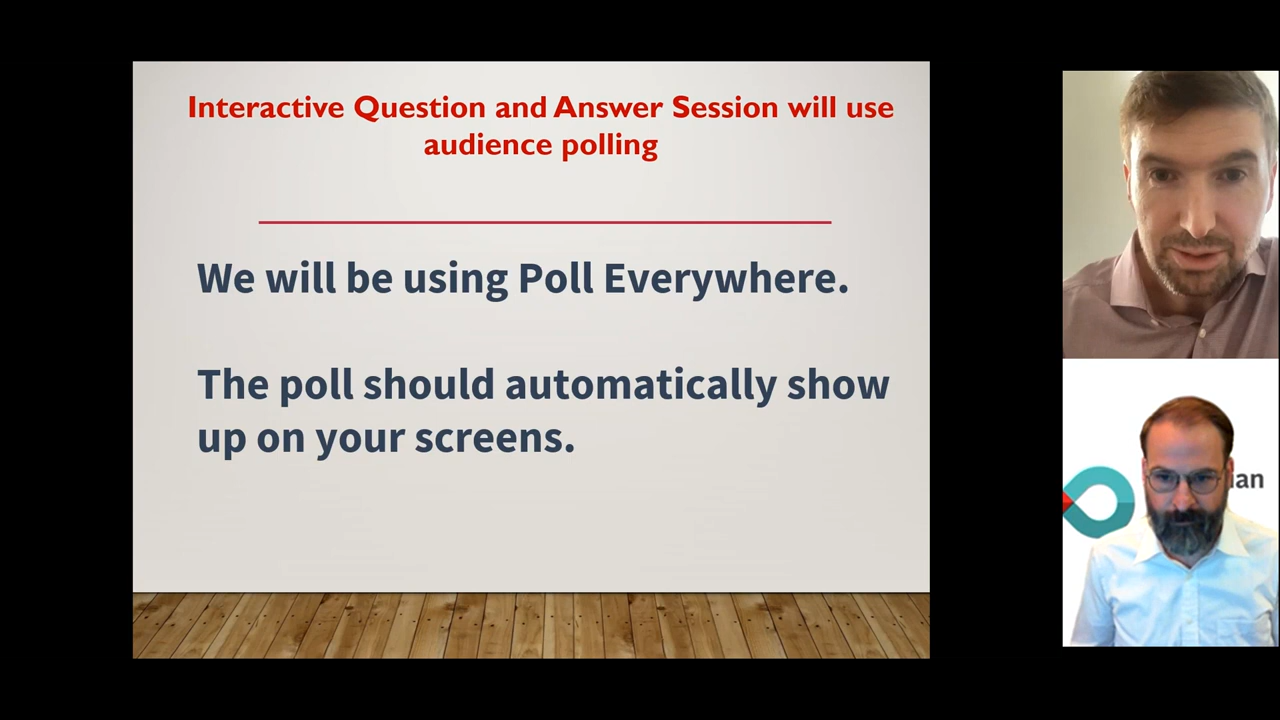 Interactive Question and Answer Session will use
audience polling
We will be using Poll Everywhere.
The poll should automatically show
up on your screens.
ian